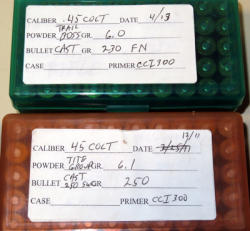 CALIBER .45 COLT DATE 4/13
TRAIL
POWDER BOSS GR. 6.0
BULLET CAST GR. 230 FN
CASE PRIMER CCI 300
CALIBER 45 COLT DATE
12/11
TITE
POWDER GROUP GR. 6.1
CAST
BULLET 250 GR. 250
CASE PRIMER CCI 300